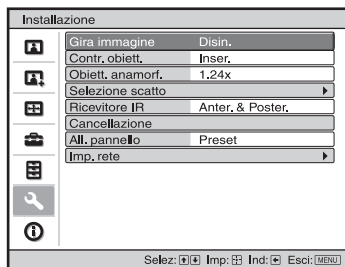 Installazione
Gira immagine Disin.
Contr. obiett. Inser.
Obiett. anamorf. 1.24x
Selezione scatto
Ricevitore IR Anter. & Poster.
Cancellazione
All. pannello Preset
Imp. rete
Selez: Imp: Ind: Esci: MENU